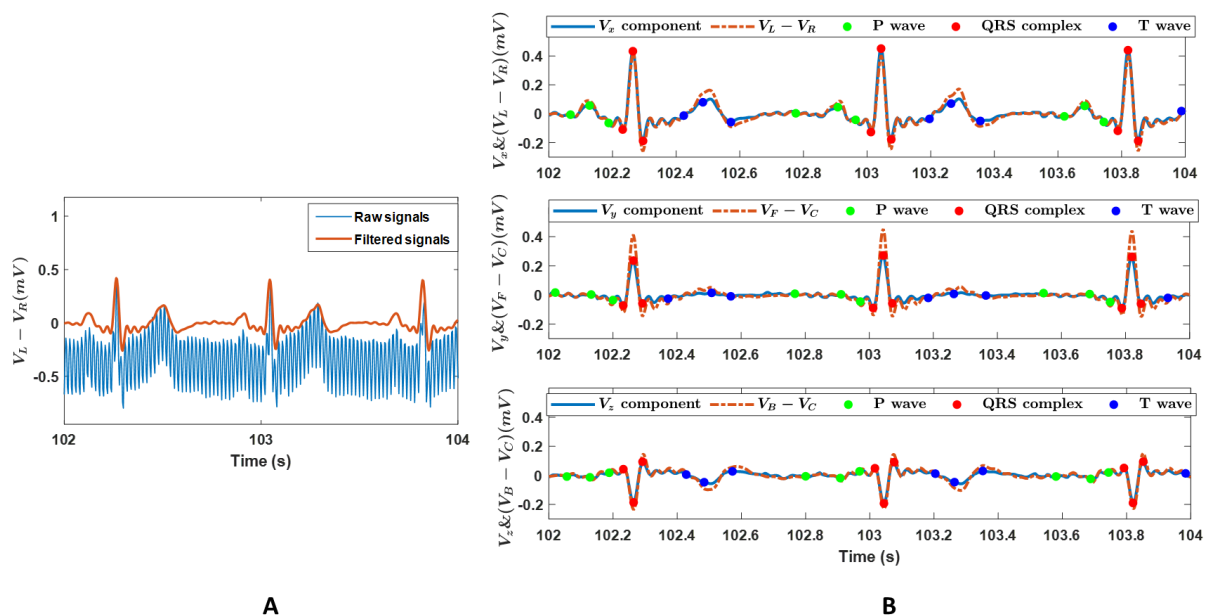 Raw signals
Filtered signals
V_L − V_R(mV)
1
0.5
0
-0.5
102 103 104
Time (s)
A
V_x component V_L − V_R P wave QRS complex T wave
V_x&(V_L − V_R)(mV)
0.4
0.2
0
-0.2
102 102.2 102.4 102.6 102.8 103 103.2 103.4 103.6 103.8 104
V_y component V_F − V_C P wave QRS complex T wave
V_y&(V_F − V_C)(mV)
0.4
0.2
0
-0.2
102 102.2 102.4 102.6 102.8 103 103.2 103.4 103.6 103.8 104
V_z component V_B − V_C P wave QRS complex T wave
V_z&(V_B − V_C)(mV)
0.4
0.2
0
-0.2
102 102.2 102.4 102.6 102.8 103 103.2 103.4 103.6 103.8 104
Time (s)
B